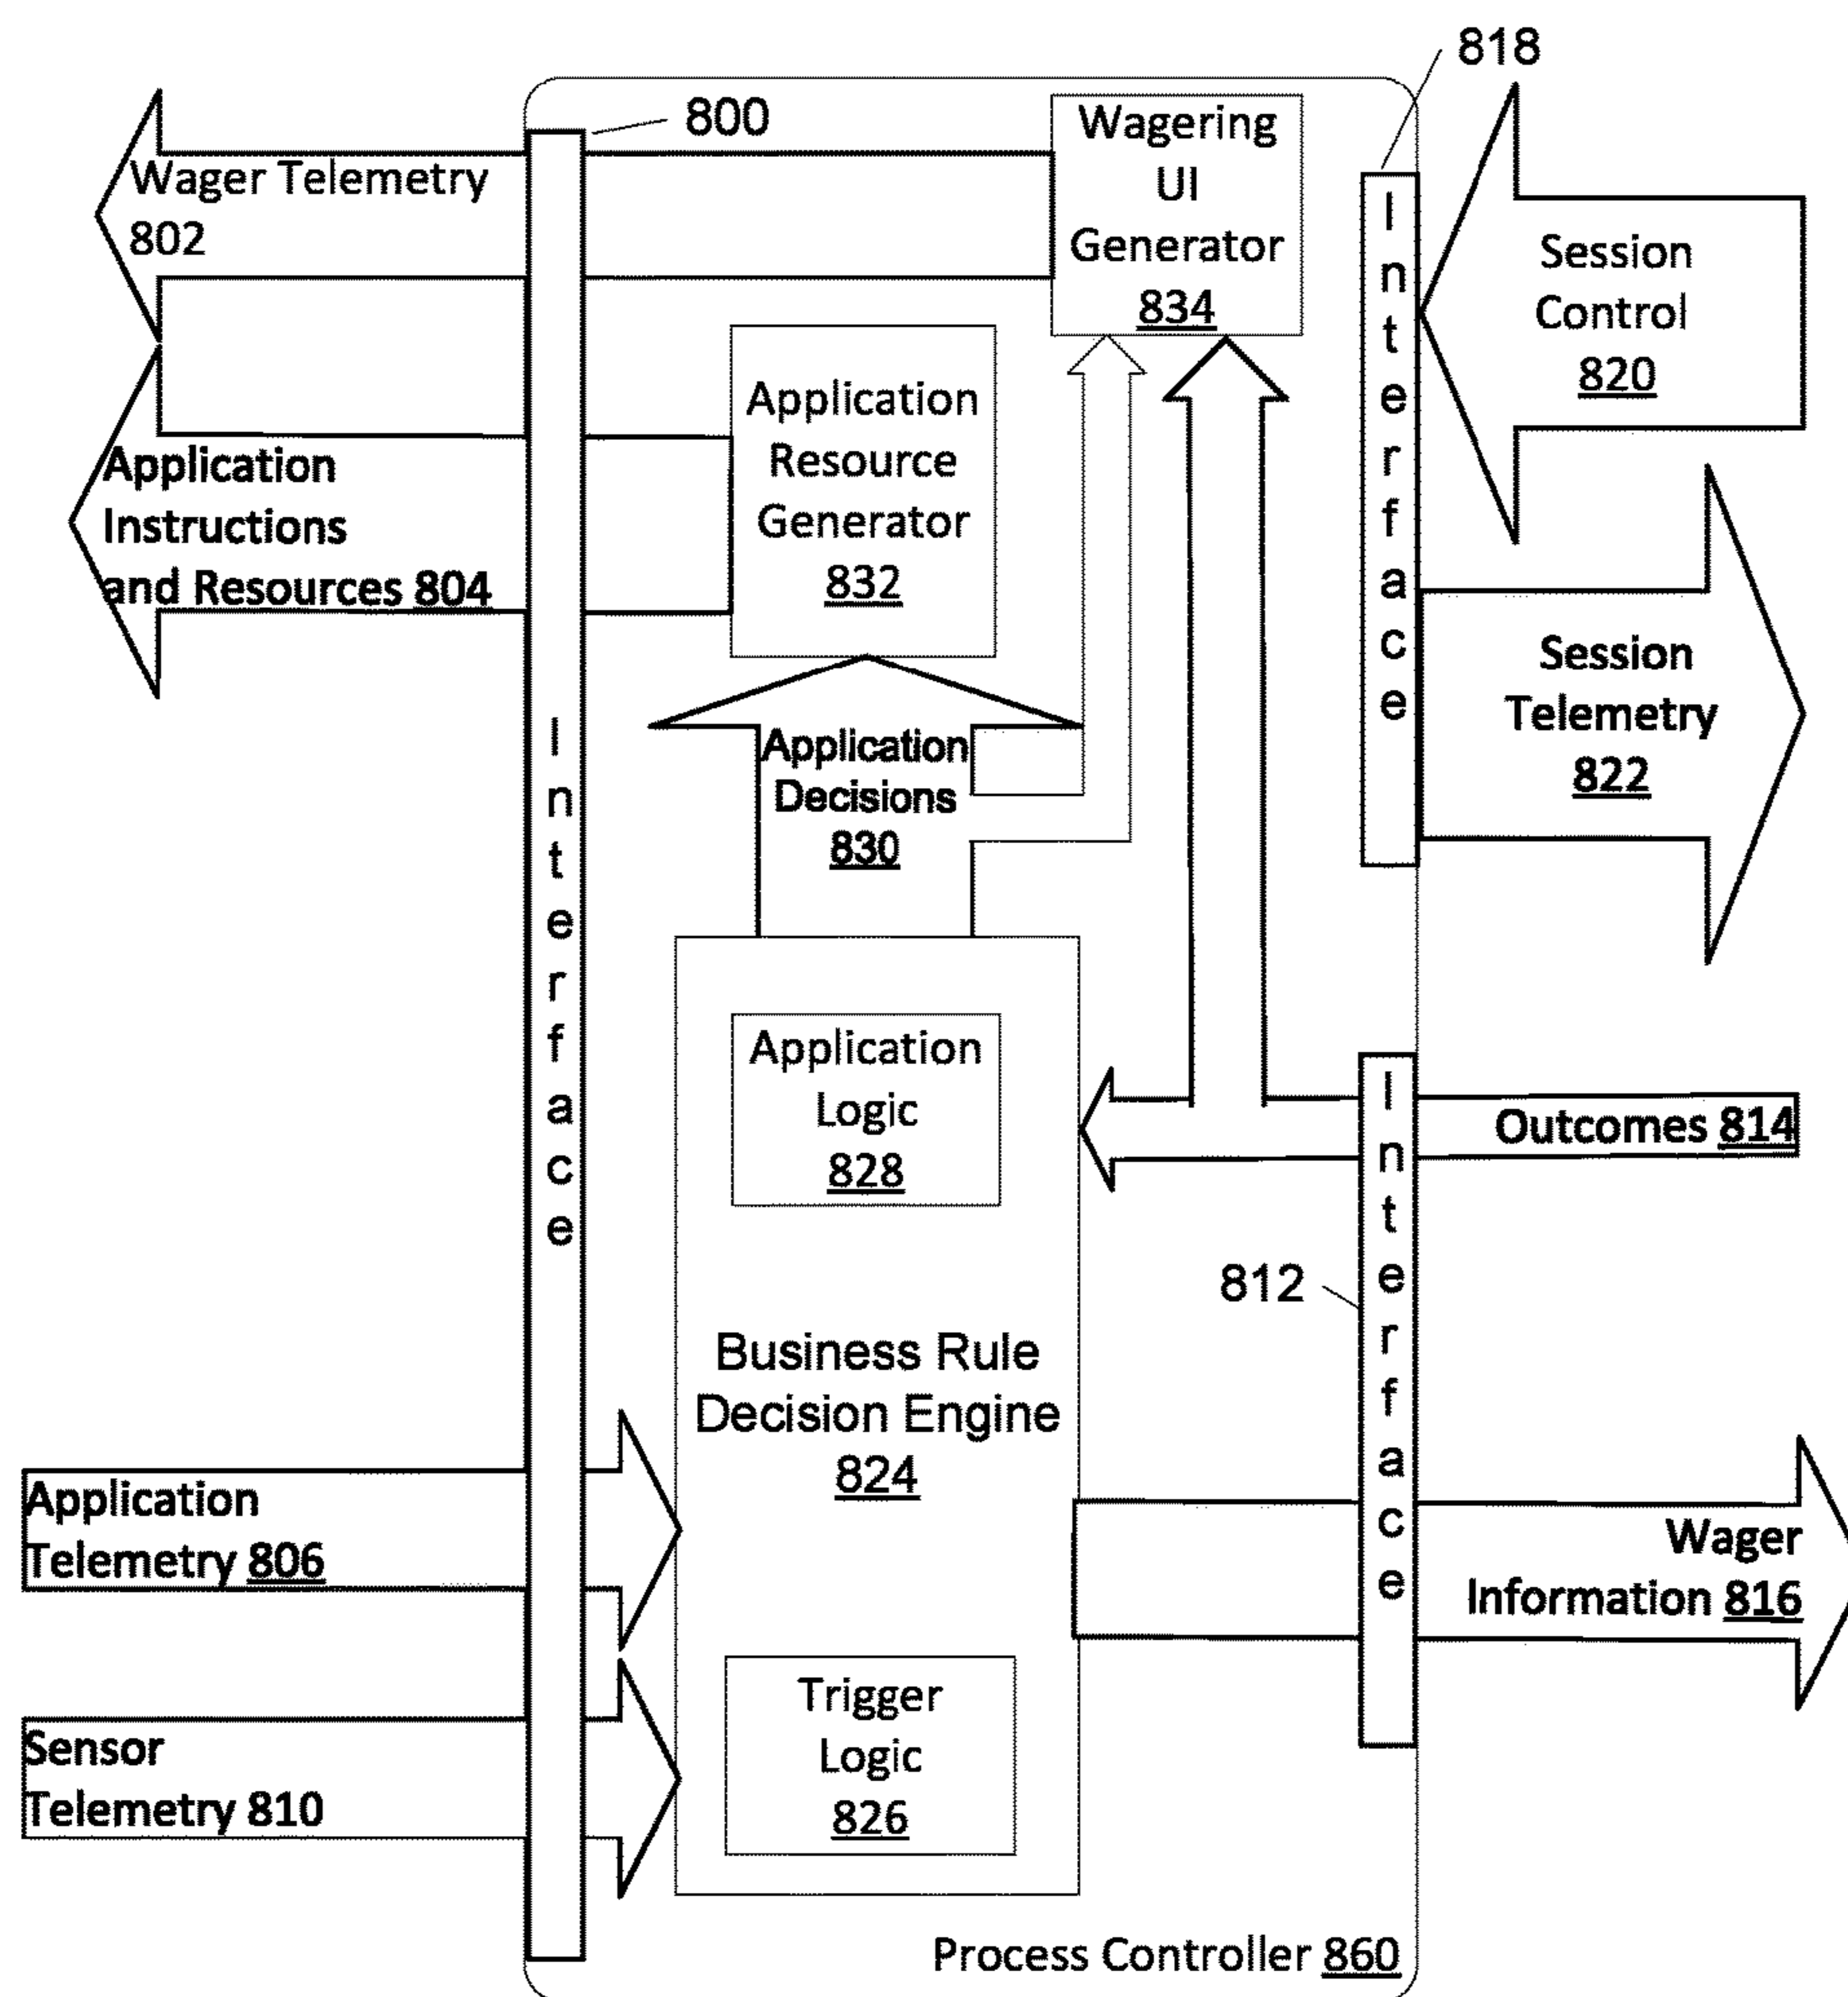 818
800
Wagering
UI
Generator
834
Wager Telemetry
802
Interface
Session
Control
820
Application
Resource
Generator
832
Application
Instructions
and Resources 804
Session
Telemetry
822
Interface
Application
Decisions
830
Application
Logic
828
Interface
Outcomes 814
812
Business Rule
Decision Engine
824
Application
Telemetry 806
Wager
Information 816
Trigger
Logic
826
Sensor
Telemetry 810
Process Controller 860